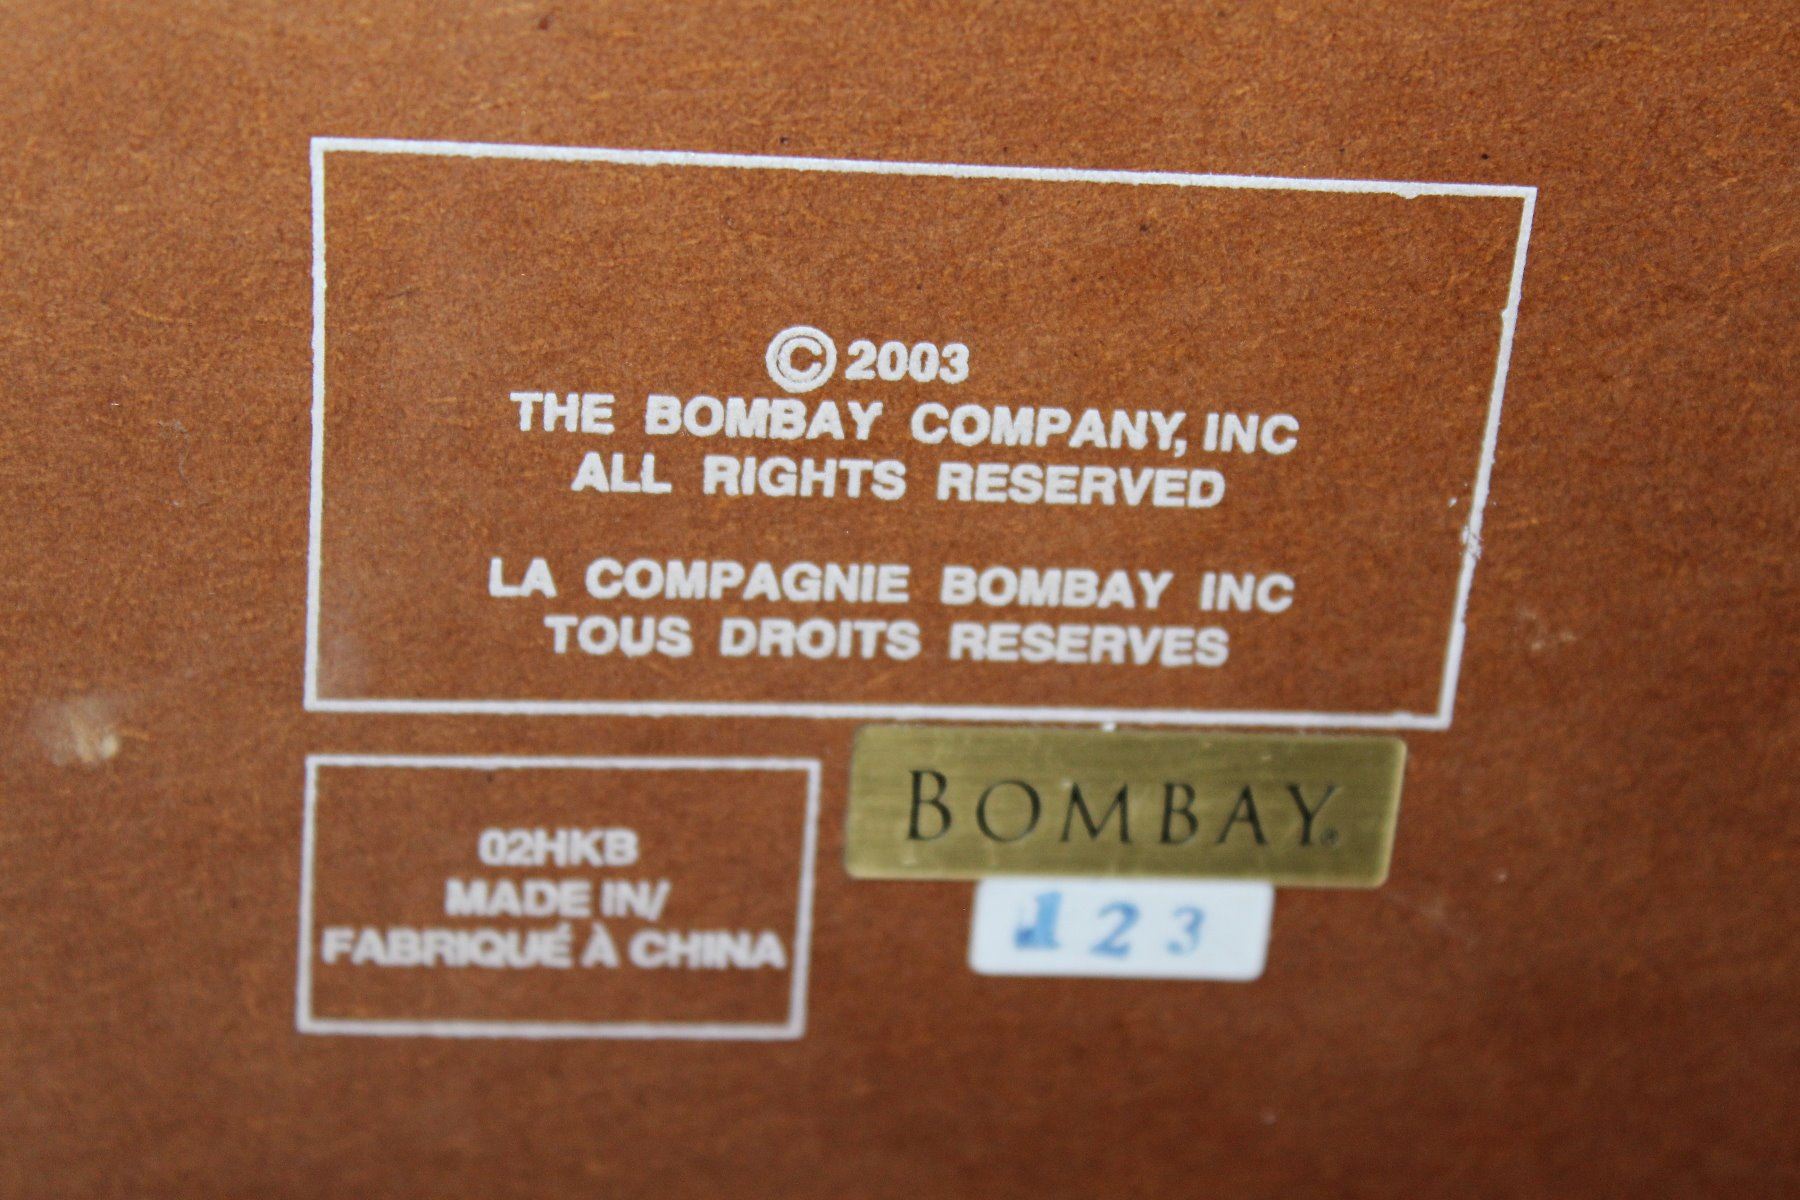 © 2003
THE BOMBAY COMPANY, INC
ALL RIGHTS RESERVED
LA COMPAGNIE BOMBAY INC
TOUS DROITS RESERVES
02HKB
MADE IN/
FABRIQUÉ À CHINA
BOMBAY®
123